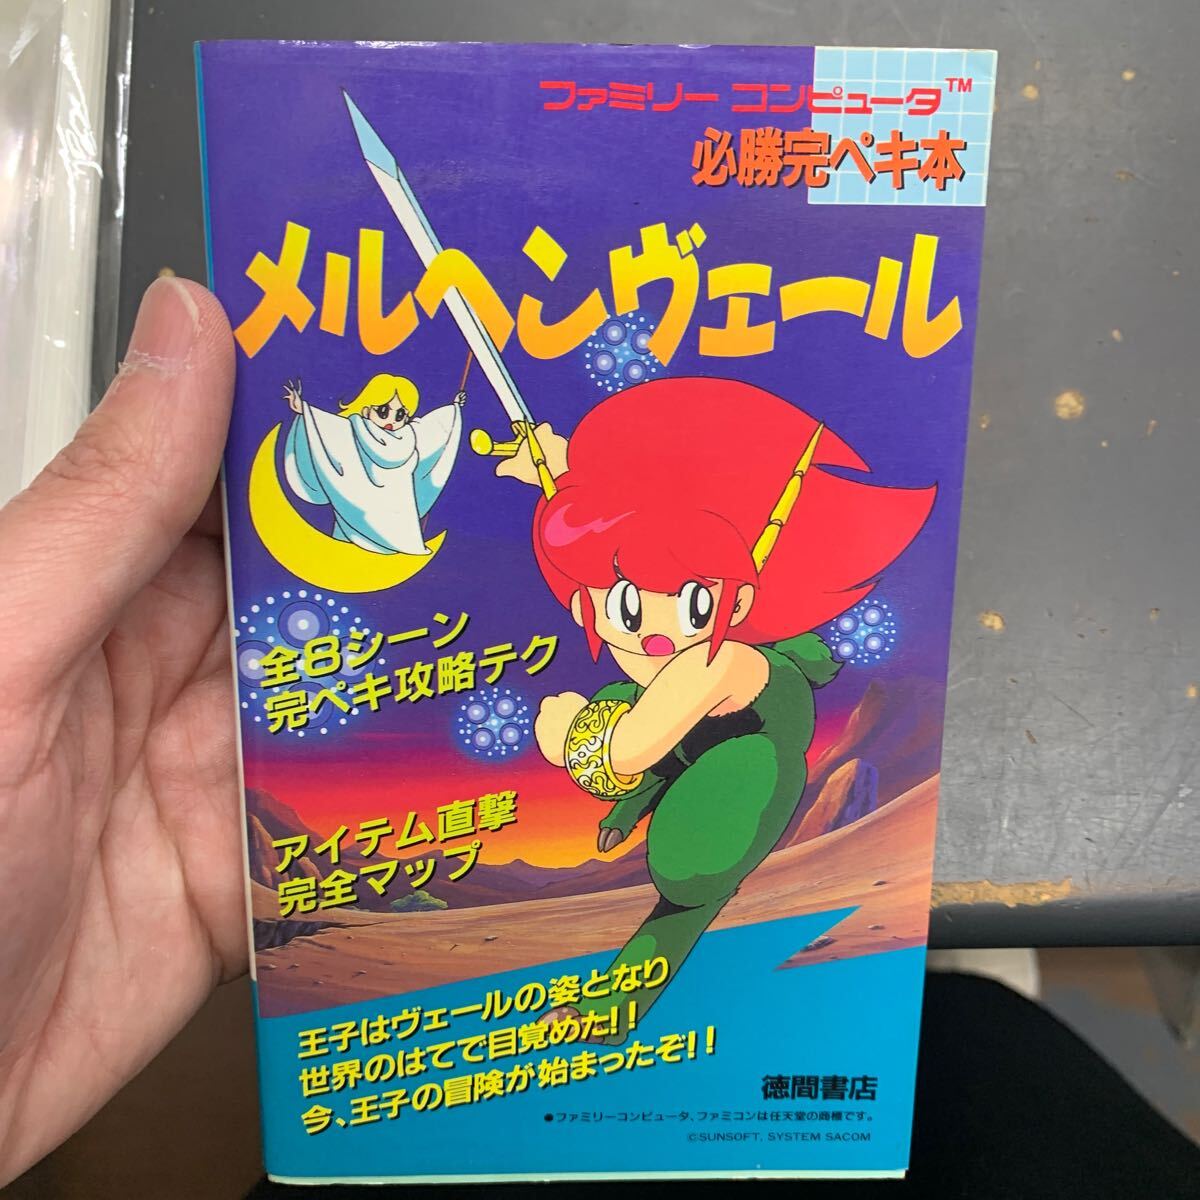 ファミリー コンピュータ™
必勝完ペキ本
メルヘンヴェール
全8シーン
完ペキ攻略テク
アイテム直撃
完全マップ
王子はヴェールの姿となり
世界のはてで目覚めた!!
今、王子の冒険が始まったぞ!!
徳間書店
●ファミリーコンピュータ、ファミコンは任天堂の商標です。
©SUNSOFT, SYSTEM SACOM